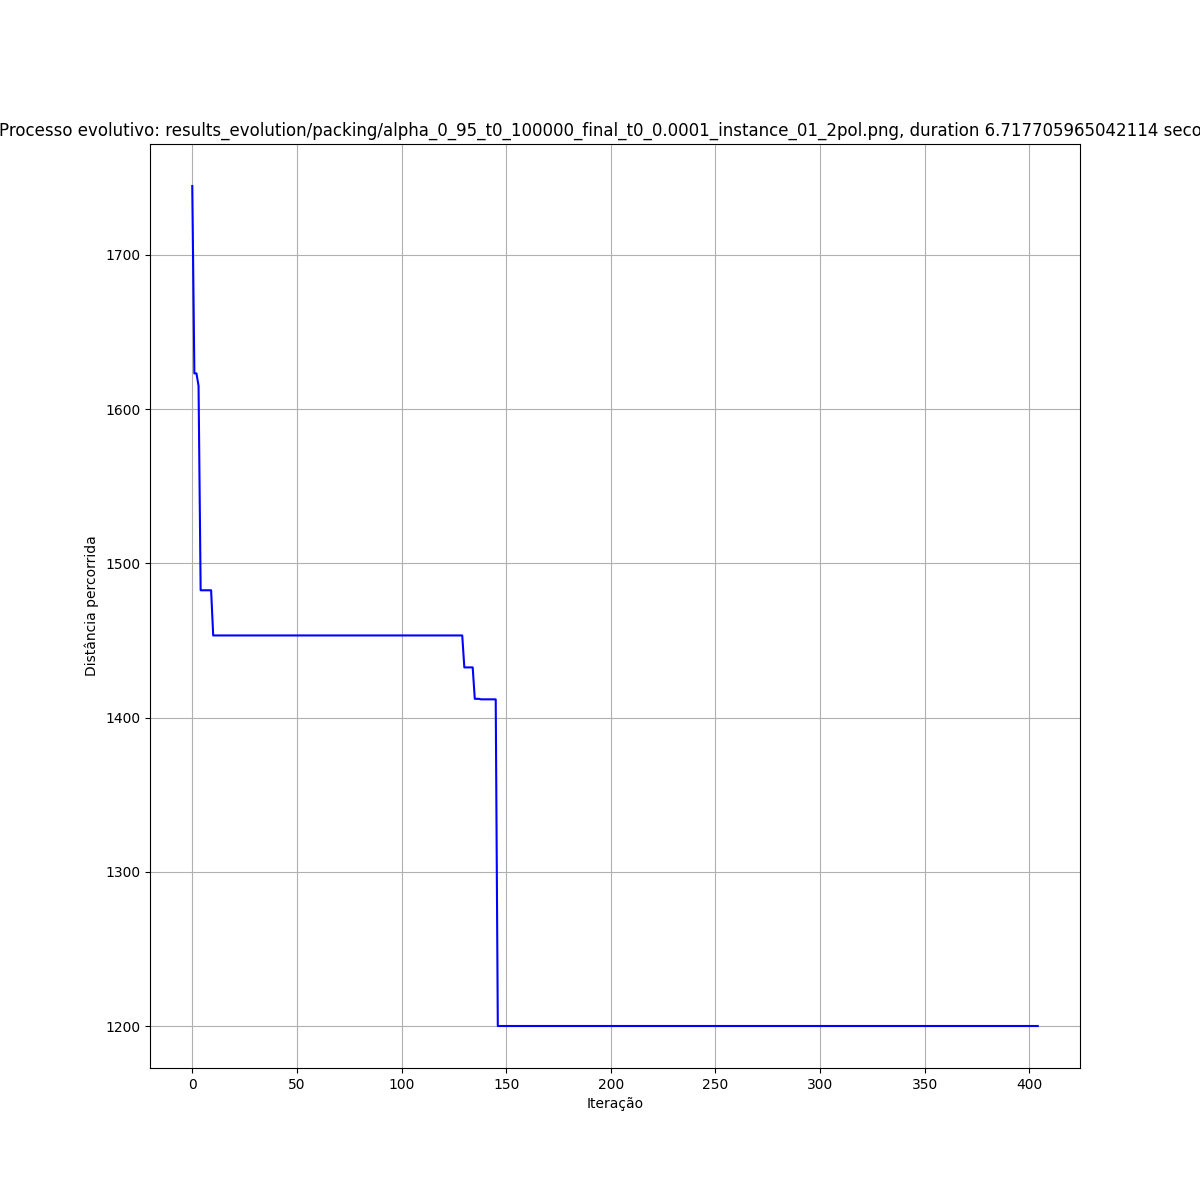 Processo evolutivo: results_evolution/packing/alpha_0_95_t0_100000_final_t0_0.0001_instance_01_2pol.png, duration 6.717705965042114 seco
1700
1600
1500
1400
1300
1200
Distância percorrida
0 50 100 150 200 250 300 350 400
Iteração